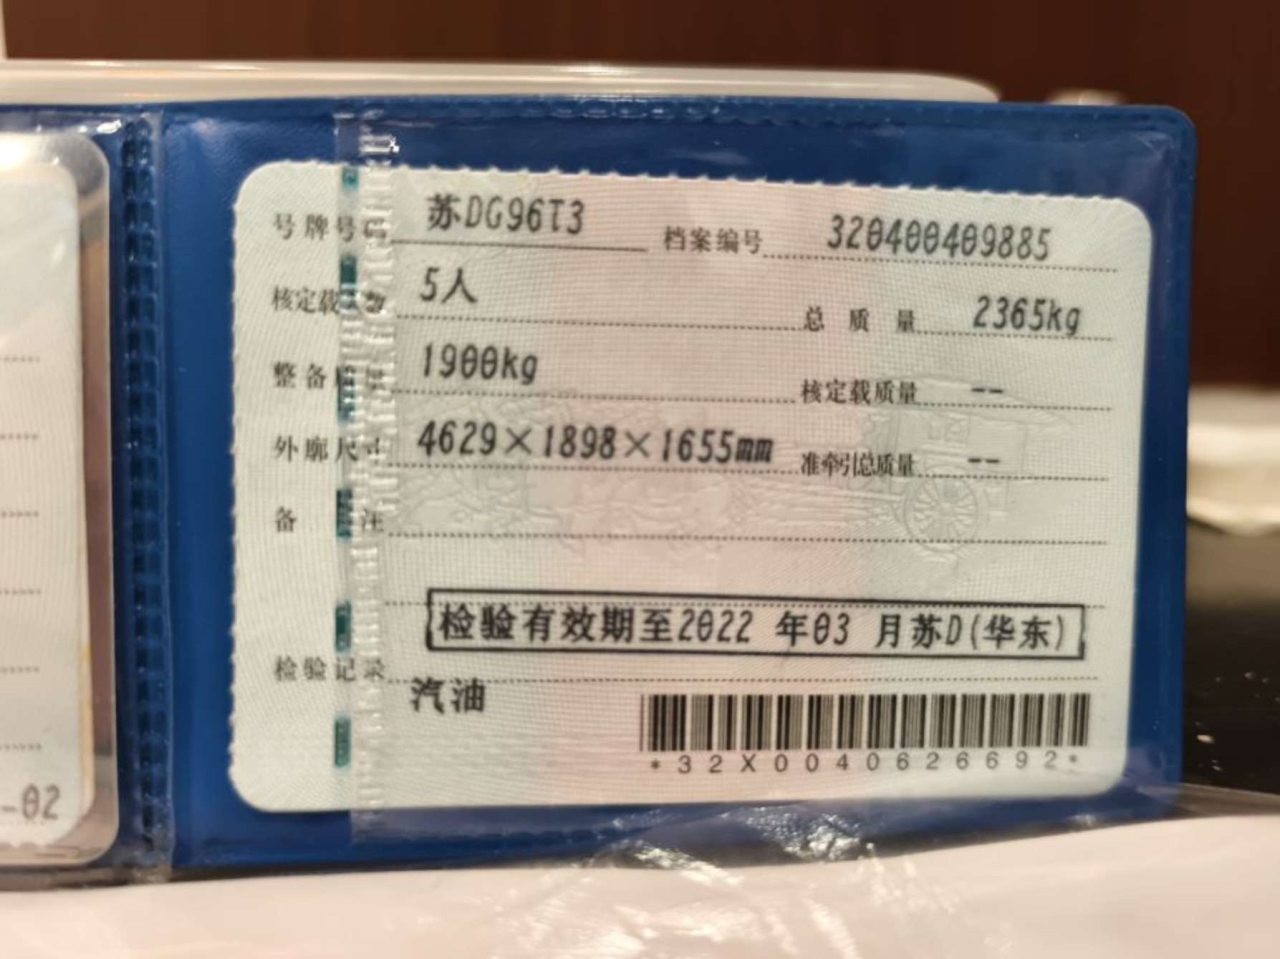 号牌号码 苏DG96T3 档案编号 320400409885
核定载人数 5人 总质量 2365kg
整备质量 1900kg 核定载质量 --
外廓尺寸 4629×1898×1655mm 准牵引总质量 --
备注
检验有效期至2022 年03 月苏D(华东)
检验记录
汽油
*32X0040626692*
-02